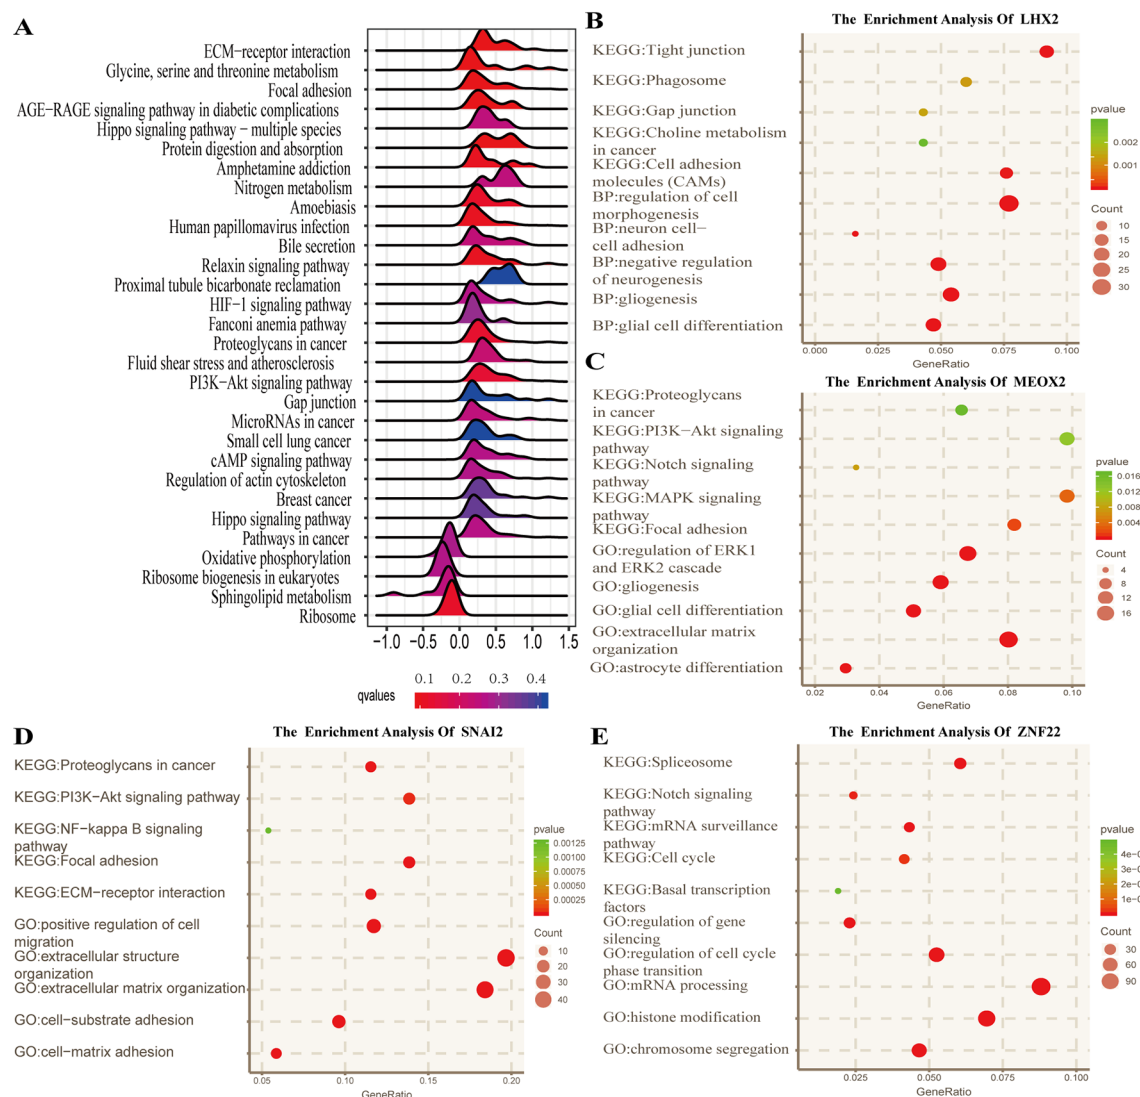 A
ECM−receptor interaction
Glycine, serine and threonine metabolism
Focal adhesion
AGE−RAGE signaling pathway in diabetic complications
Hippo signaling pathway − multiple species
Protein digestion and absorption
Amphetamine addiction
Nitrogen metabolism
Amoebiasis
Human papillomavirus infection
Bile secretion
Relaxin signaling pathway
Proximal tubule bicarbonate reclamation
HIF−1 signaling pathway
Fanconi anemia pathway
Proteoglycans in cancer
Fluid shear stress and atherosclerosis
PI3K−Akt signaling pathway
Gap junction
MicroRNAs in cancer
Small cell lung cancer
cAMP signaling pathway
Regulation of actin cytoskeleton
Breast cancer
Hippo signaling pathway
Pathways in cancer
Oxidative phosphorylation
Ribosome biogenesis in eukaryotes
Sphingolipid metabolism
Ribosome
−1.0 −0.5 0.0 0.5 1.0 1.5
0.1 0.2 0.3 0.4
qvalues
B
The Enrichment Analysis Of LHX2
KEGG:Tight junction
KEGG:Phagosome
KEGG:Gap junction
KEGG:Choline metabolism
in cancer
KEGG:Cell adhesion
molecules (CAMs)
BP:regulation of cell
morphogenesis
BP:neuron cell−
cell adhesion
BP:negative regulation
of neurogenesis
BP:gliogenesis
BP:glial cell differentiation
0.000 0.025 0.050 0.075 0.100
GeneRatio
pvalue
0.002
0.001
Count
10
15
20
25
30
C
The Enrichment Analysis Of MEOX2
KEGG:Proteoglycans
in cancer
KEGG:PI3K−Akt signaling
pathway
KEGG:Notch signaling
pathway
KEGG:MAPK signaling
pathway
KEGG:Focal adhesion
GO:regulation of ERK1
and ERK2 cascade
GO:gliogenesis
GO:glial cell differentiation
GO:extracellular matrix
organization
GO:astrocyte differentiation
0.02 0.04 0.06 0.08 0.10
GeneRatio
pvalue
0.016
0.012
0.008
0.004
Count
4
8
12
16
D
The Enrichment Analysis Of SNAI2
KEGG:Proteoglycans in cancer
KEGG:PI3K−Akt signaling pathway
KEGG:NF−kappa B signaling
pathway
KEGG:Focal adhesion
KEGG:ECM−receptor interaction
GO:positive regulation of cell
migration
GO:extracellular structure
organization
GO:extracellular matrix organization
GO:cell−substrate adhesion
GO:cell−matrix adhesion
0.05 0.10 0.15 0.20
GeneRatio
pvalue
0.00125
0.00100
0.00075
0.00050
0.00025
Count
10
20
30
40
E
The Enrichment Analysis Of ZNF22
KEGG:Spliceosome
KEGG:Notch signaling
pathway
KEGG:mRNA surveillance
pathway
KEGG:Cell cycle
KEGG:Basal transcription
factors
GO:regulation of gene
silencing
GO:regulation of cell cycle
phase transition
GO:mRNA processing
GO:histone modification
GO:chromosome segregation
0.025 0.050 0.075 0.100
GeneRatio
pvalue
4e−0
3e−0
2e−0
1e−0
Count
30
60
90